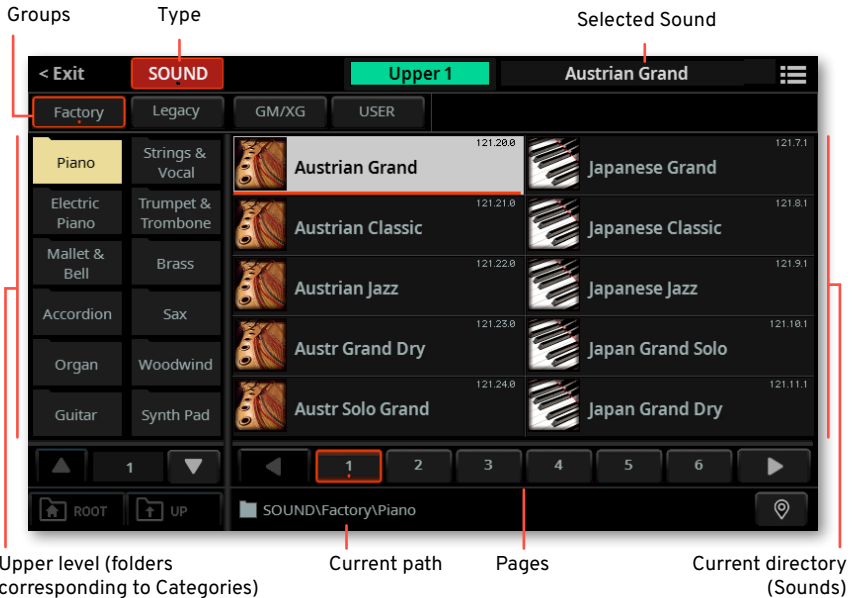 Groups
Type
Selected Sound
< Exit
SOUND
Upper 1
Austrian Grand
Factory
Legacy
GM/XG
USER
Piano
Strings &
Vocal
Electric
Piano
Trumpet &
Trombone
Mallet &
Bell
Brass
Accordion
Sax
Organ
Woodwind
Guitar
Synth Pad
121.20.0
Austrian Grand
121.7.1
Japanese Grand
121.21.0
Austrian Classic
121.8.1
Japanese Classic
121.22.0
Austrian Jazz
121.9.1
Japanese Jazz
121.23.0
Austr Grand Dry
121.10.1
Japan Grand Solo
121.24.0
Austr Solo Grand
121.11.1
Japan Grand Dry
1
1
2
3
4
5
6
ROOT
UP
SOUND\Factory\Piano
Upper level (folders
corresponding to Categories)
Current path
Pages
Current directory
(Sounds)